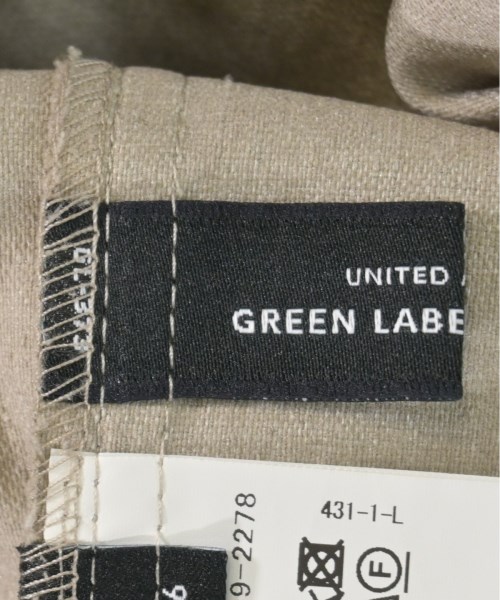 UNITED
GREEN LABE
431-1-L
9-2278
F